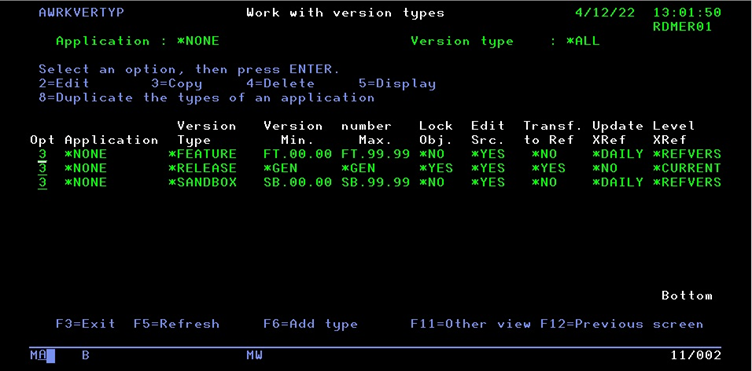 AWRKVERTYP Work with version types 4/12/22 13:01:50
RDMER01
Application : *NONE Version type : *ALL
Select an option, then press ENTER.
2=Edit 3=Copy 4=Delete 5=Display
8=Duplicate the types of an application
Version Version number Lock Edit Transf. Update Level
Opt Application Type Min. Max. Obj. Src. to Ref XRef XRef
3 *NONE *FEATURE FT.00.00 FT.99.99 *NO *YES *NO *DAILY *REFVERS
3 *NONE *RELEASE *GEN *GEN *YES *YES *YES *NO *CURRENT
3 *NONE *SANDBOX SB.00.00 SB.99.99 *NO *YES *NO *DAILY *REFVERS
Bottom
F3=Exit F5=Refresh F6=Add type F11=Other view F12=Previous screen
MA B MW 11/002